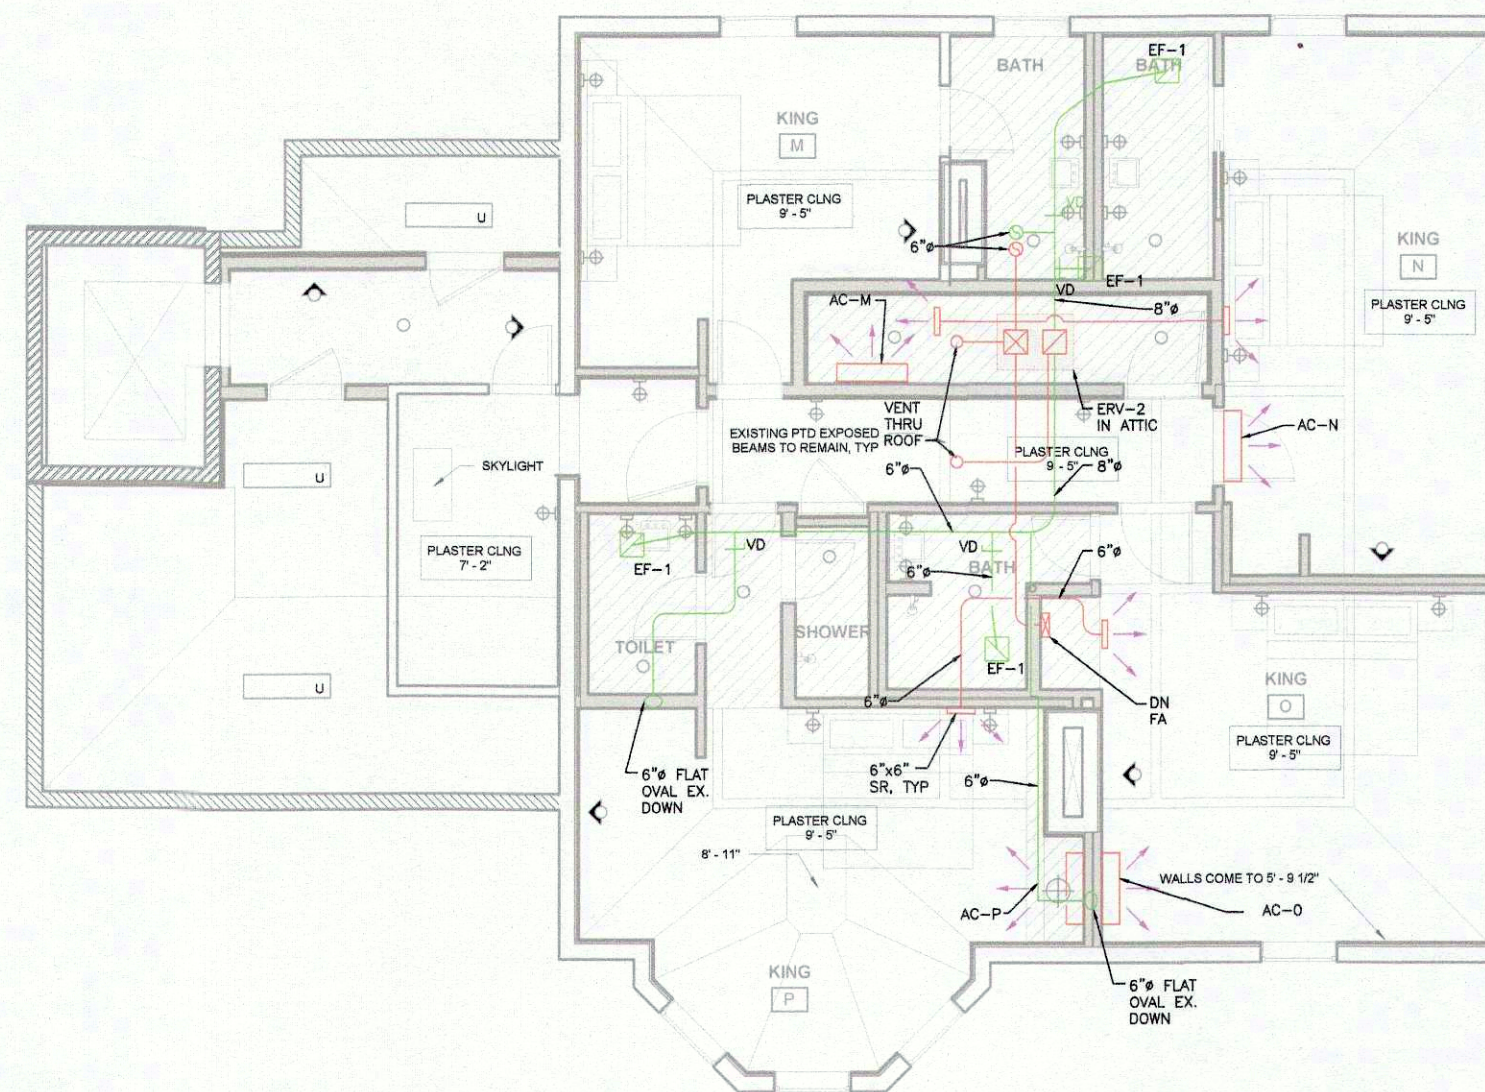 EF-1
BATH
BATH
KING
M
PLASTER CLNG
9' - 5"
U
VD
6"ø
KING
N
EF-1
VD
AC-M
8"ø
PLASTER CLNG
9' - 5"
VENT
THRU
ROOF
ERV-2
IN ATTIC
AC-N
EXISTING PTD EXPOSED
BEAMS TO REMAIN, TYP
PLASTER CLNG
9 - 5"
SKYLIGHT
6"ø
8"ø
U
PLASTER CLNG
7' - 2"
VD
VD
6"ø
EF-1
BATH
6"ø
SHOWER
TOILET
EF-1
KING
O
U
6"ø
DN
FA
PLASTER CLNG
9' - 5"
6"ø FLAT
OVAL EX.
DOWN
6"x6"
SR, TYP
6"ø
PLASTER CLNG
9' - 5"
8' - 11"
WALLS COME TO 5' - 9 1/2"
AC-P
AC-O
KING
P
6"ø FLAT
OVAL EX.
DOWN